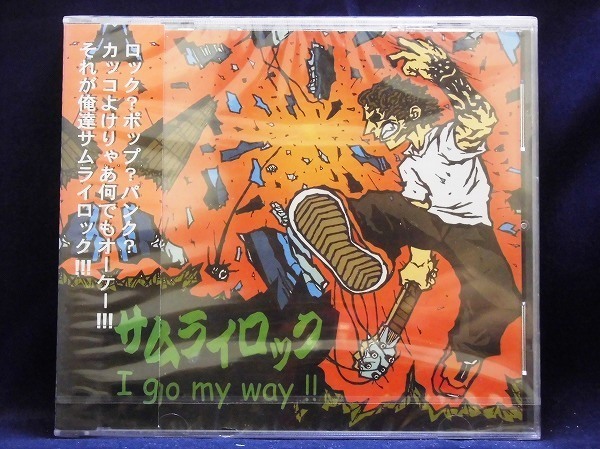 ロック?ポップ?パンク?
カッコよけりゃあ何でもオーケー!!!
それが俺達サムライロック!!!
サムライロック
I go my way !!